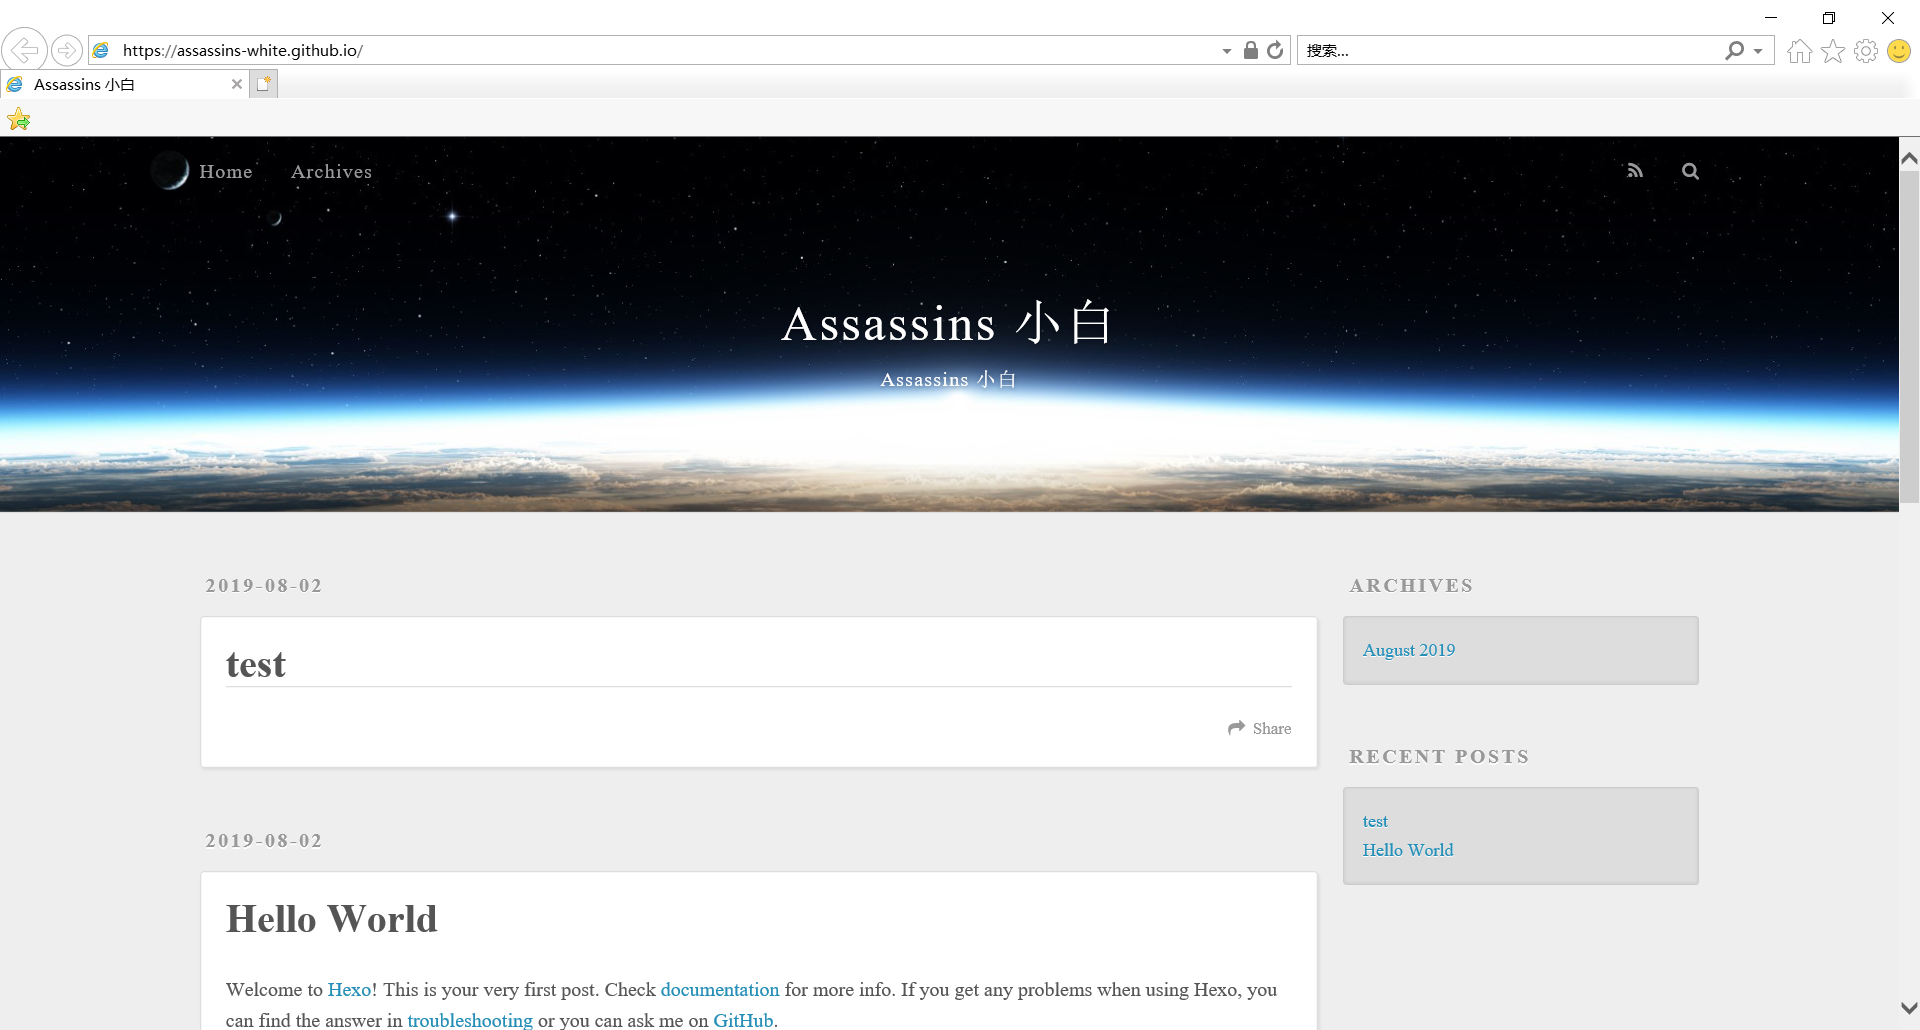 https://assassins-white.github.io/
搜索...
Assassins 小白
Home
Archives
Assassins 小白
Assassins 小白
2019-08-02
test
Share
2019-08-02
Hello World
Welcome to Hexo! This is your very first post. Check documentation for more info. If you get any problems when using Hexo, you
can find the answer in troubleshooting or you can ask me on GitHub.
ARCHIVES
August 2019
RECENT POSTS
test
Hello World